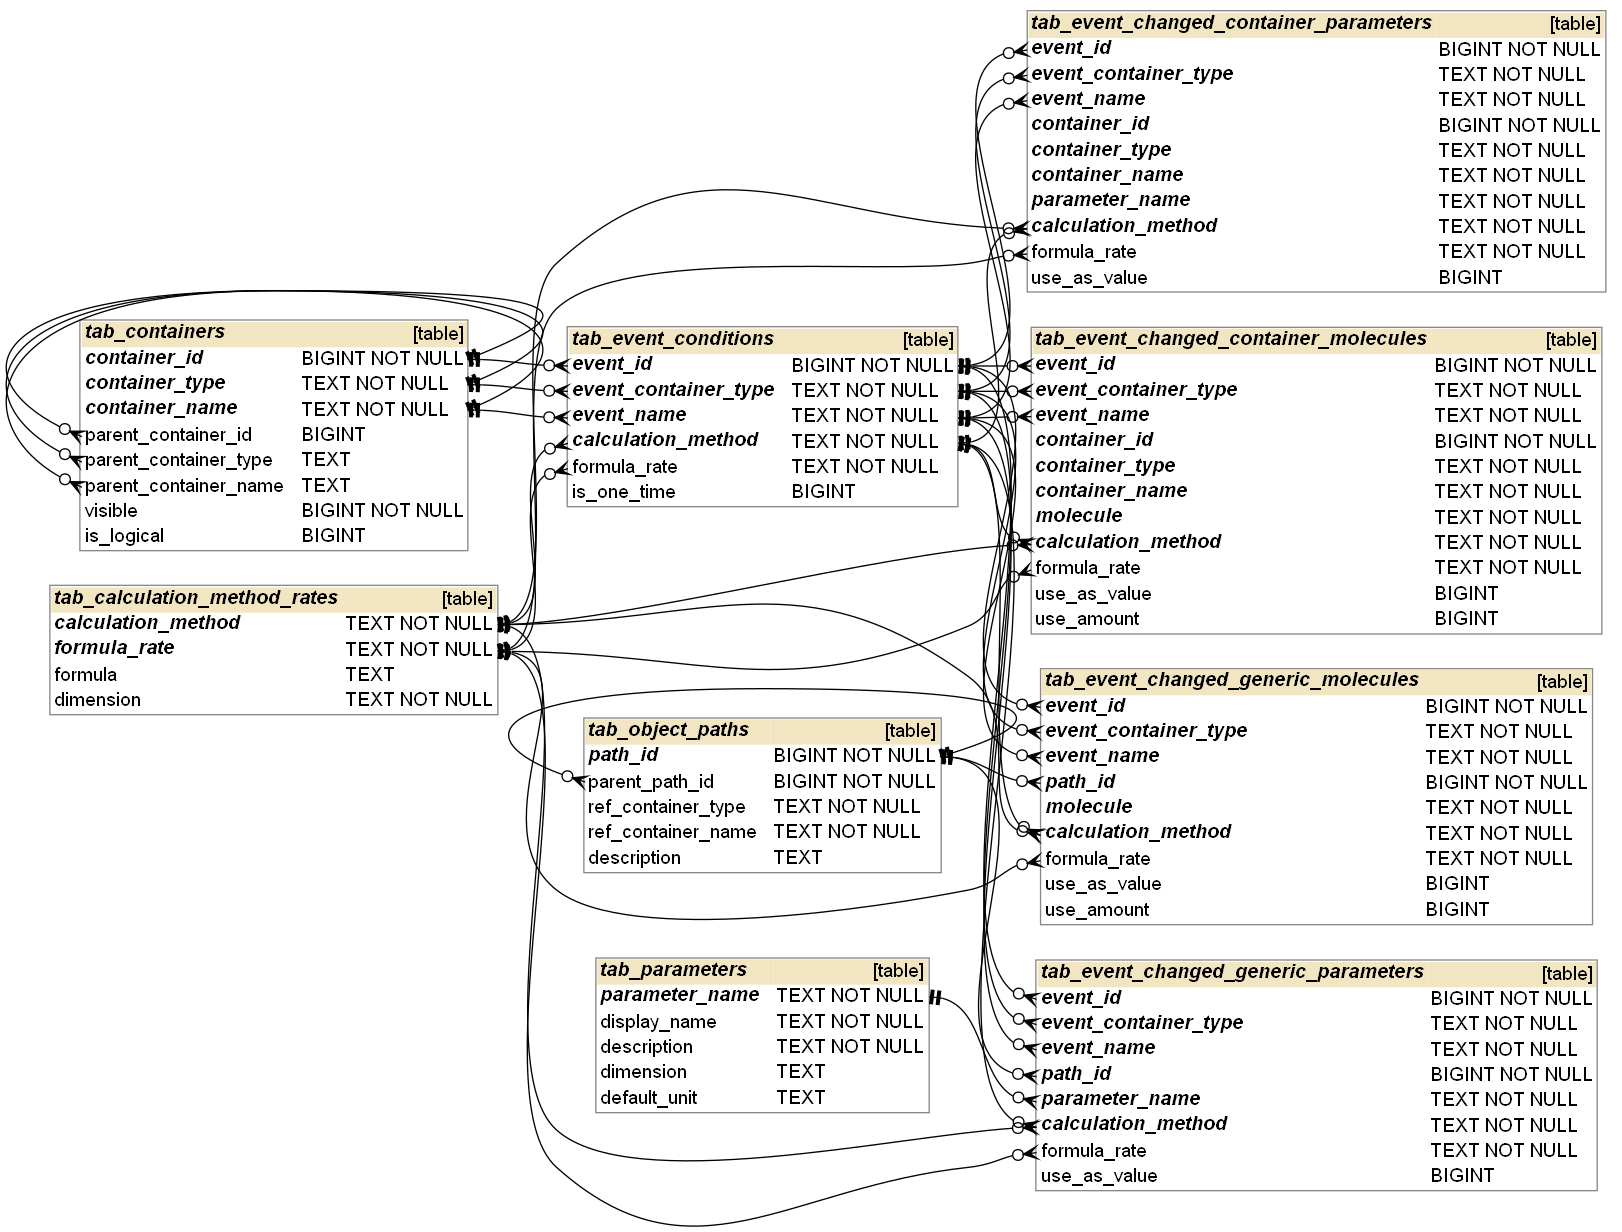 tab_event_changed_container_parameters [table]
event_id BIGINT NOT NULL
event_container_type TEXT NOT NULL
event_name TEXT NOT NULL
container_id BIGINT NOT NULL
container_type TEXT NOT NULL
container_name TEXT NOT NULL
parameter_name TEXT NOT NULL
calculation_method TEXT NOT NULL
formula_rate TEXT NOT NULL
use_as_value BIGINT
tab_containers [table]
container_id BIGINT NOT NULL
container_type TEXT NOT NULL
container_name TEXT NOT NULL
parent_container_id BIGINT
parent_container_type TEXT
parent_container_name TEXT
visible BIGINT NOT NULL
is_logical BIGINT
tab_event_conditions [table]
event_id BIGINT NOT NULL
event_container_type TEXT NOT NULL
event_name TEXT NOT NULL
calculation_method TEXT NOT NULL
formula_rate TEXT NOT NULL
is_one_time BIGINT
tab_event_changed_container_molecules [table]
event_id BIGINT NOT NULL
event_container_type TEXT NOT NULL
event_name TEXT NOT NULL
container_id BIGINT NOT NULL
container_type TEXT NOT NULL
container_name TEXT NOT NULL
molecule TEXT NOT NULL
calculation_method TEXT NOT NULL
formula_rate TEXT NOT NULL
use_as_value BIGINT
use_amount BIGINT
tab_calculation_method_rates [table]
calculation_method TEXT NOT NULL
formula_rate TEXT NOT NULL
formula TEXT
dimension TEXT NOT NULL
tab_object_paths [table]
path_id BIGINT NOT NULL
parent_path_id BIGINT NOT NULL
ref_container_type TEXT NOT NULL
ref_container_name TEXT NOT NULL
description TEXT
tab_event_changed_generic_molecules [table]
event_id BIGINT NOT NULL
event_container_type TEXT NOT NULL
event_name TEXT NOT NULL
path_id BIGINT NOT NULL
molecule TEXT NOT NULL
calculation_method TEXT NOT NULL
formula_rate TEXT NOT NULL
use_as_value BIGINT
use_amount BIGINT
tab_parameters [table]
parameter_name TEXT NOT NULL
display_name TEXT NOT NULL
description TEXT NOT NULL
dimension TEXT
default_unit TEXT
tab_event_changed_generic_parameters [table]
event_id BIGINT NOT NULL
event_container_type TEXT NOT NULL
event_name TEXT NOT NULL
path_id BIGINT NOT NULL
parameter_name TEXT NOT NULL
calculation_method TEXT NOT NULL
formula_rate TEXT NOT NULL
use_as_value BIGINT